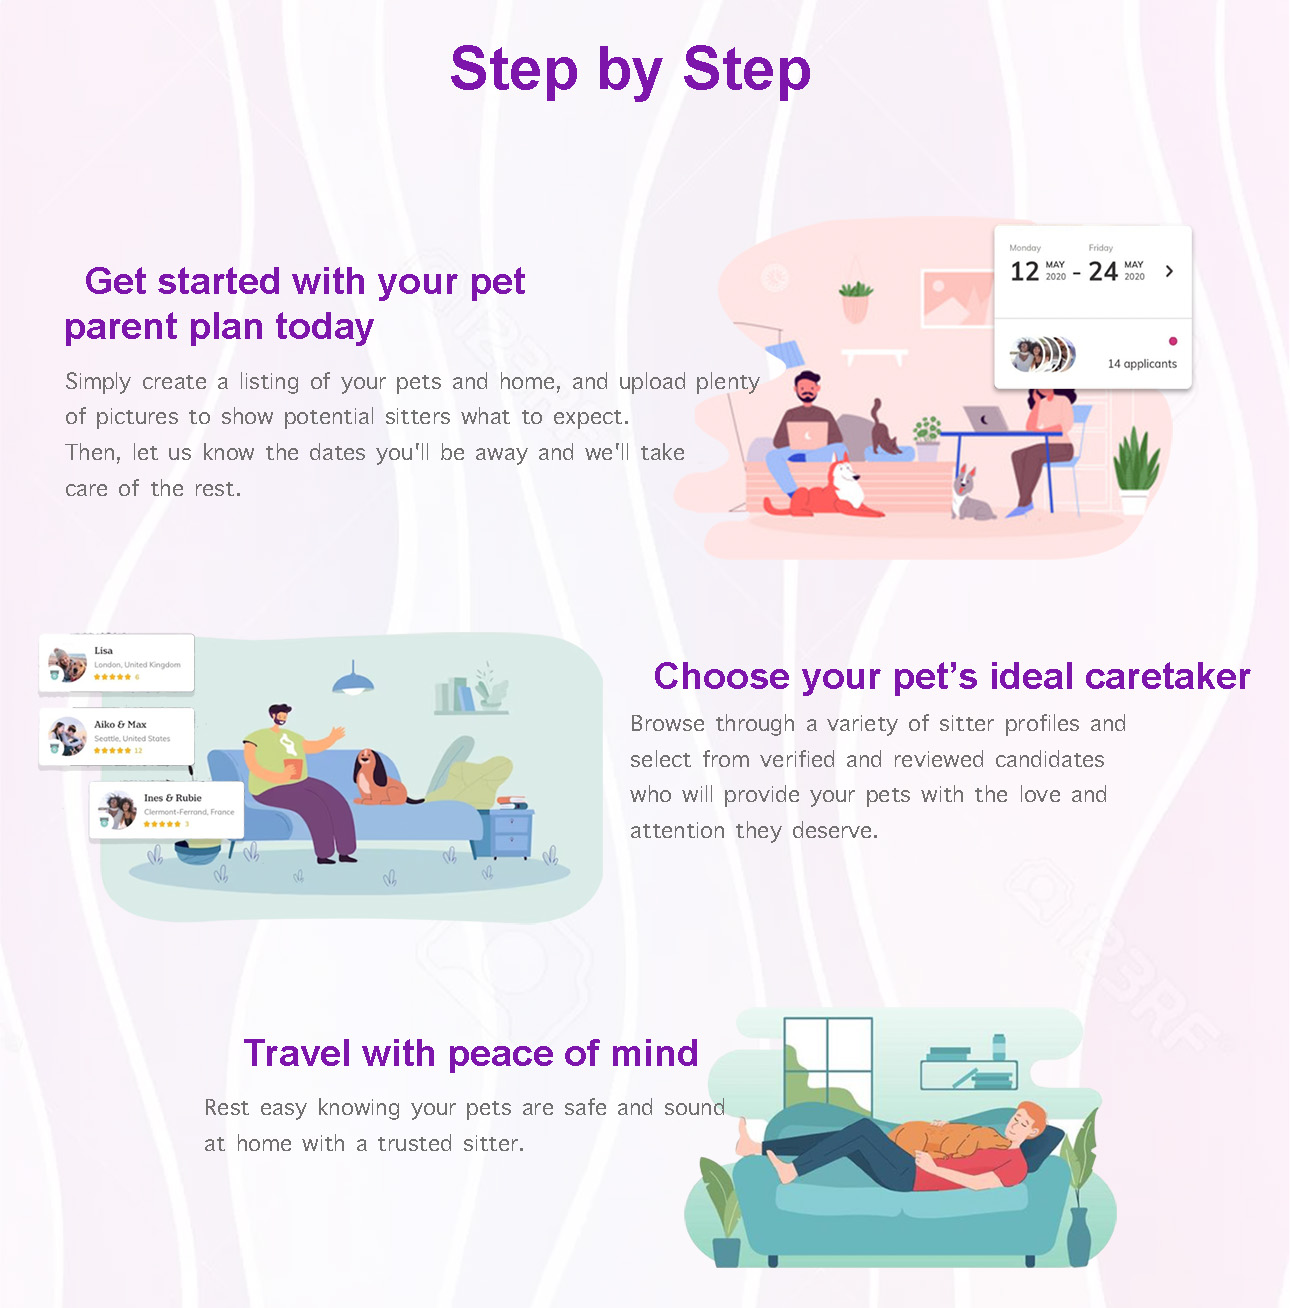 Step by Step
Get started with your pet
parent plan today
Simply create a listing of your pets and home, and upload plenty
of pictures to show potential sitters what to expect.
Then, let us know the dates you'll be away and we'll take
care of the rest.
Monday Friday
12 MAY 2020 - 24 MAY 2020
14 applicants
Lisa
London, United Kingdom
6
Aiko & Max
Seattle, United States
12
Ines & Rubie
Clermont-Ferrand, France
3
Choose your pet’s ideal caretaker
Browse through a variety of sitter profiles and
select from verified and reviewed candidates
who will provide your pets with the love and
attention they deserve.
123RF
Travel with peace of mind
Rest easy knowing your pets are safe and sound
at home with a trusted sitter.